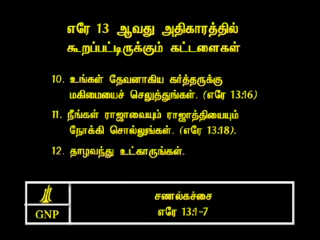 எரே 13 ஆவது அதிகாரத்தில்
கூறப்பட்டிருக்கும் கட்டளைகள்
10. உங்கள் தேவனாகிய கர்த்தருக்கு
மகிமையைச் செலுத்துங்கள். (எரே 13:16)
11. நீங்கள் ராஜாவையும் ராஜாத்தியையும்
நோக்கி சொல்லுங்கள். (எரே 13:18).
12. தாழவந்து உட்காருங்கள்.
சணல்கச்சை
எரே 13:1-7
GNP